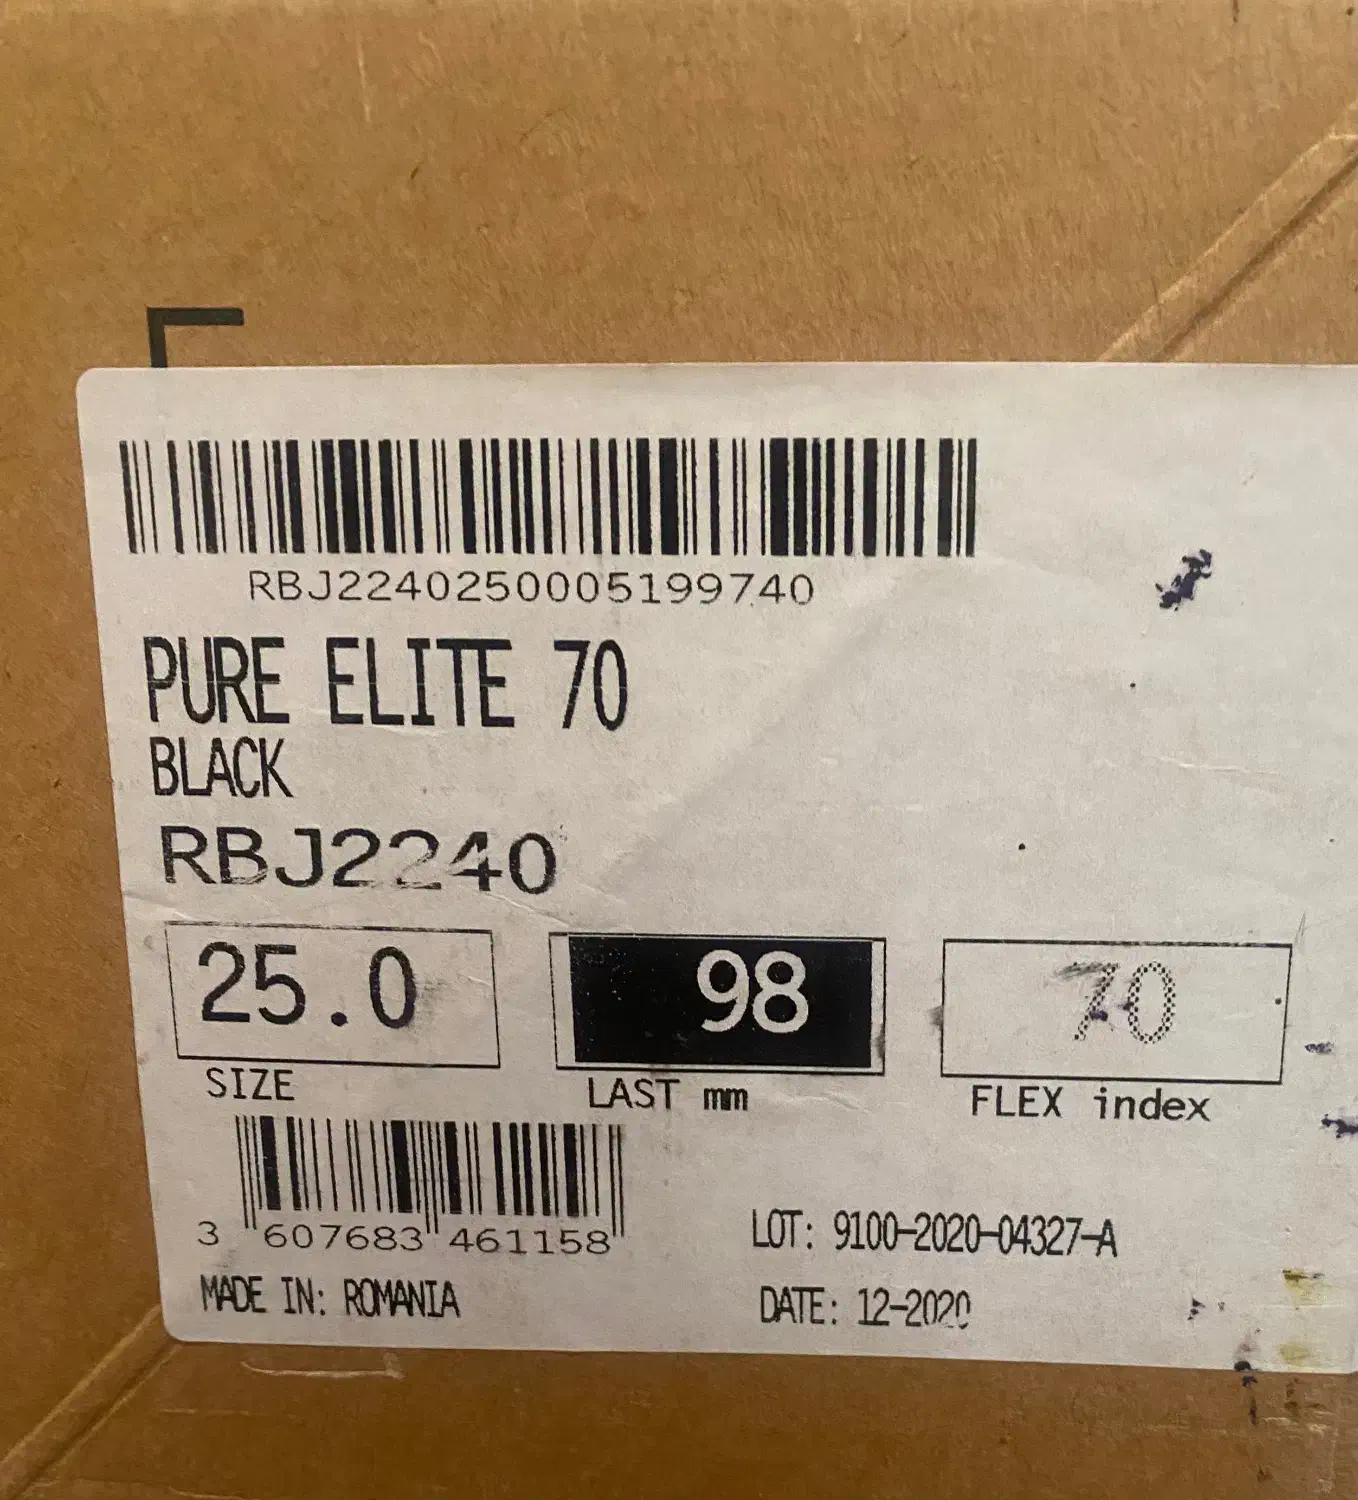 RBJ2240250005199740
PURE ELITE 70
BLACK
RBJ2240
25.0 98 70
SIZE LAST mm FLEX index
3 607683 461158
LOT: 9100-2020-04327-A
MADE IN: ROMANIA
DATE: 12-2020